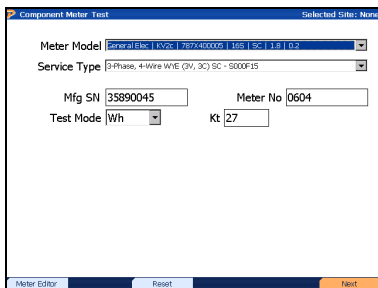 Component Meter Test Selected Site: None
Meter Model General Elec | KV2c | 787X400005 | 16S | SC | 1.8 | 0.2
Service Type 3-Phase, 4-Wire WYE (3V, 3C) SC - S000F15
Mfg SN 35890045 Meter No 0604
Test Mode Wh Kt 27
Meter Editor Reset Next